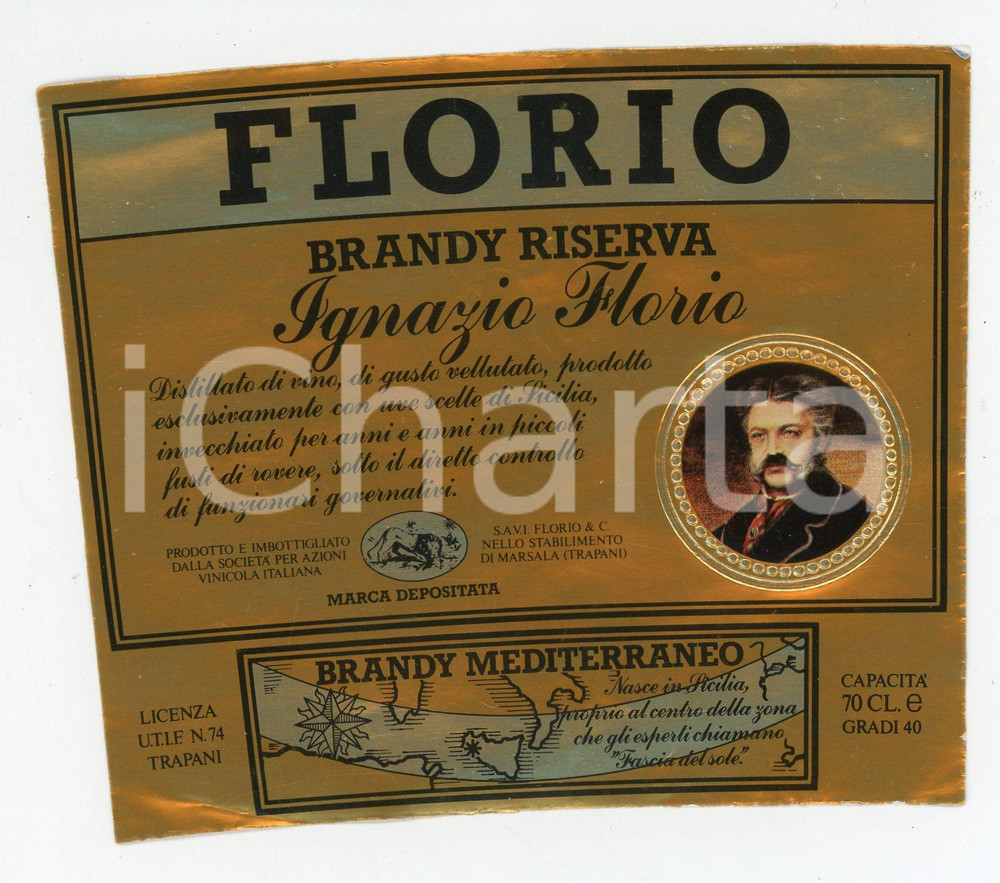 FLORIO
BRANDY RISERVA
Ignazio Florio
Distillato di vino, di gusto vellutato, prodotto
esclusivamente con uve scelte di Sicilia,
invecchiato per anni e anni in piccoli
fusti di rovere, sotto il diretto controllo
di funzionari governativi.
iCharta
PRODOTTO E IMBOTTIGLIATO
DALLA SOCIETA' PER AZIONI
VINICOLA ITALIANA
S.A.V.I. FLORIO & C.
NELLO STABILIMENTO
DI MARSALA (TRAPANI)
MARCA DEPOSITATA
BRANDY MEDITERRANEO
Nasce in Sicilia,
proprio al centro della zona
che gli esperti chiamano
"Fascia del sole".
LICENZA
U.T.I.F. N.74
TRAPANI
CAPACITA'
70 CL. e
GRADI 40